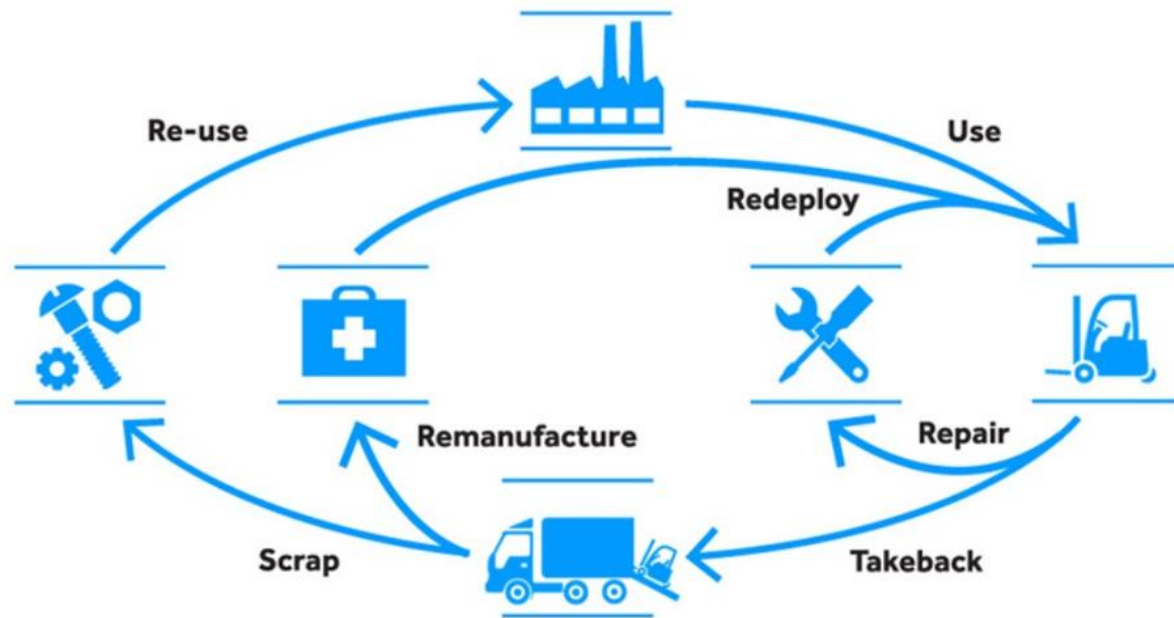 Re-use
Use
Redeploy
Remanufacture
Repair
Scrap
Takeback